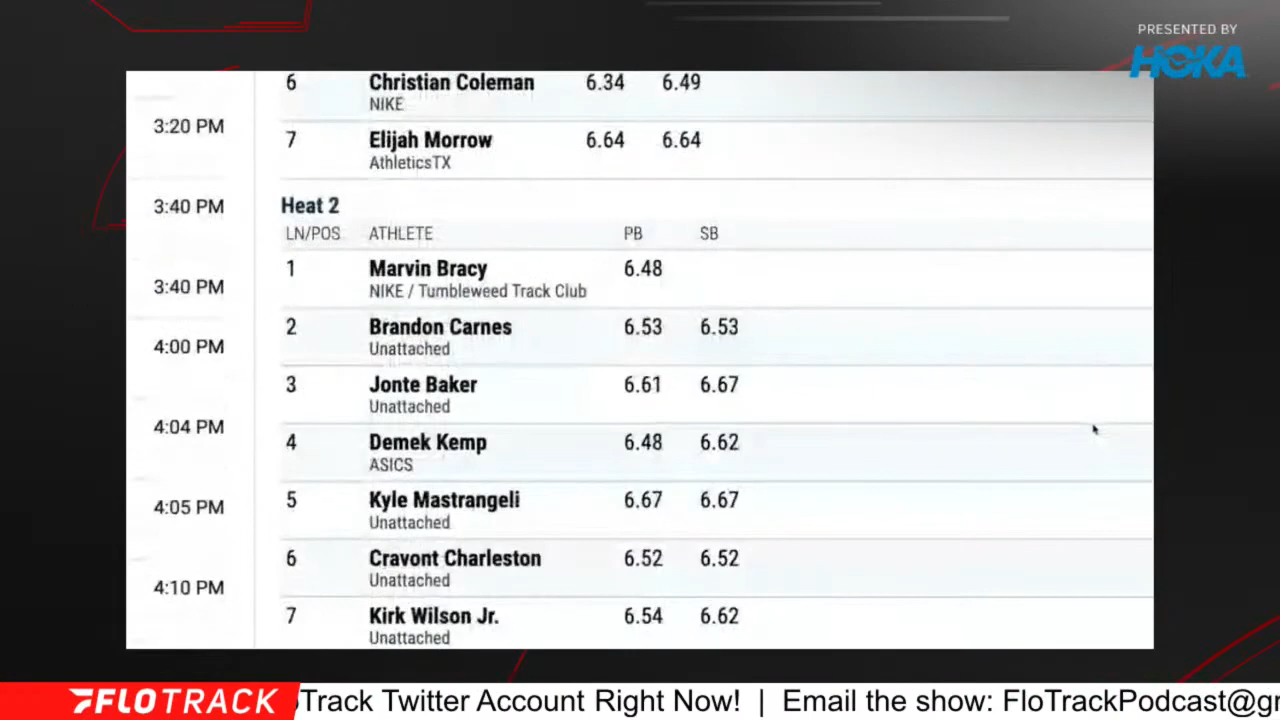 PRESENTED BY
HOKA
3:20 PM
3:40 PM
3:40 PM
4:00 PM
4:04 PM
4:05 PM
4:10 PM
6 Christian Coleman 6.34 6.49
NIKE
7 Elijah Morrow 6.64 6.64
AthleticsTX
Heat 2
LN/POS ATHLETE PB SB
1 Marvin Bracy 6.48
NIKE / Tumbleweed Track Club
2 Brandon Carnes 6.53 6.53
Unattached
3 Jonte Baker 6.61 6.67
Unattached
4 Demek Kemp 6.48 6.62
ASICS
5 Kyle Mastrangeli 6.67 6.67
Unattached
6 Cravont Charleston 6.52 6.52
Unattached
7 Kirk Wilson Jr. 6.54 6.62
Unattached
FLOTRACK oTrack Twitter Account Right Now! | Email the show: FloTrackPodcast@gr